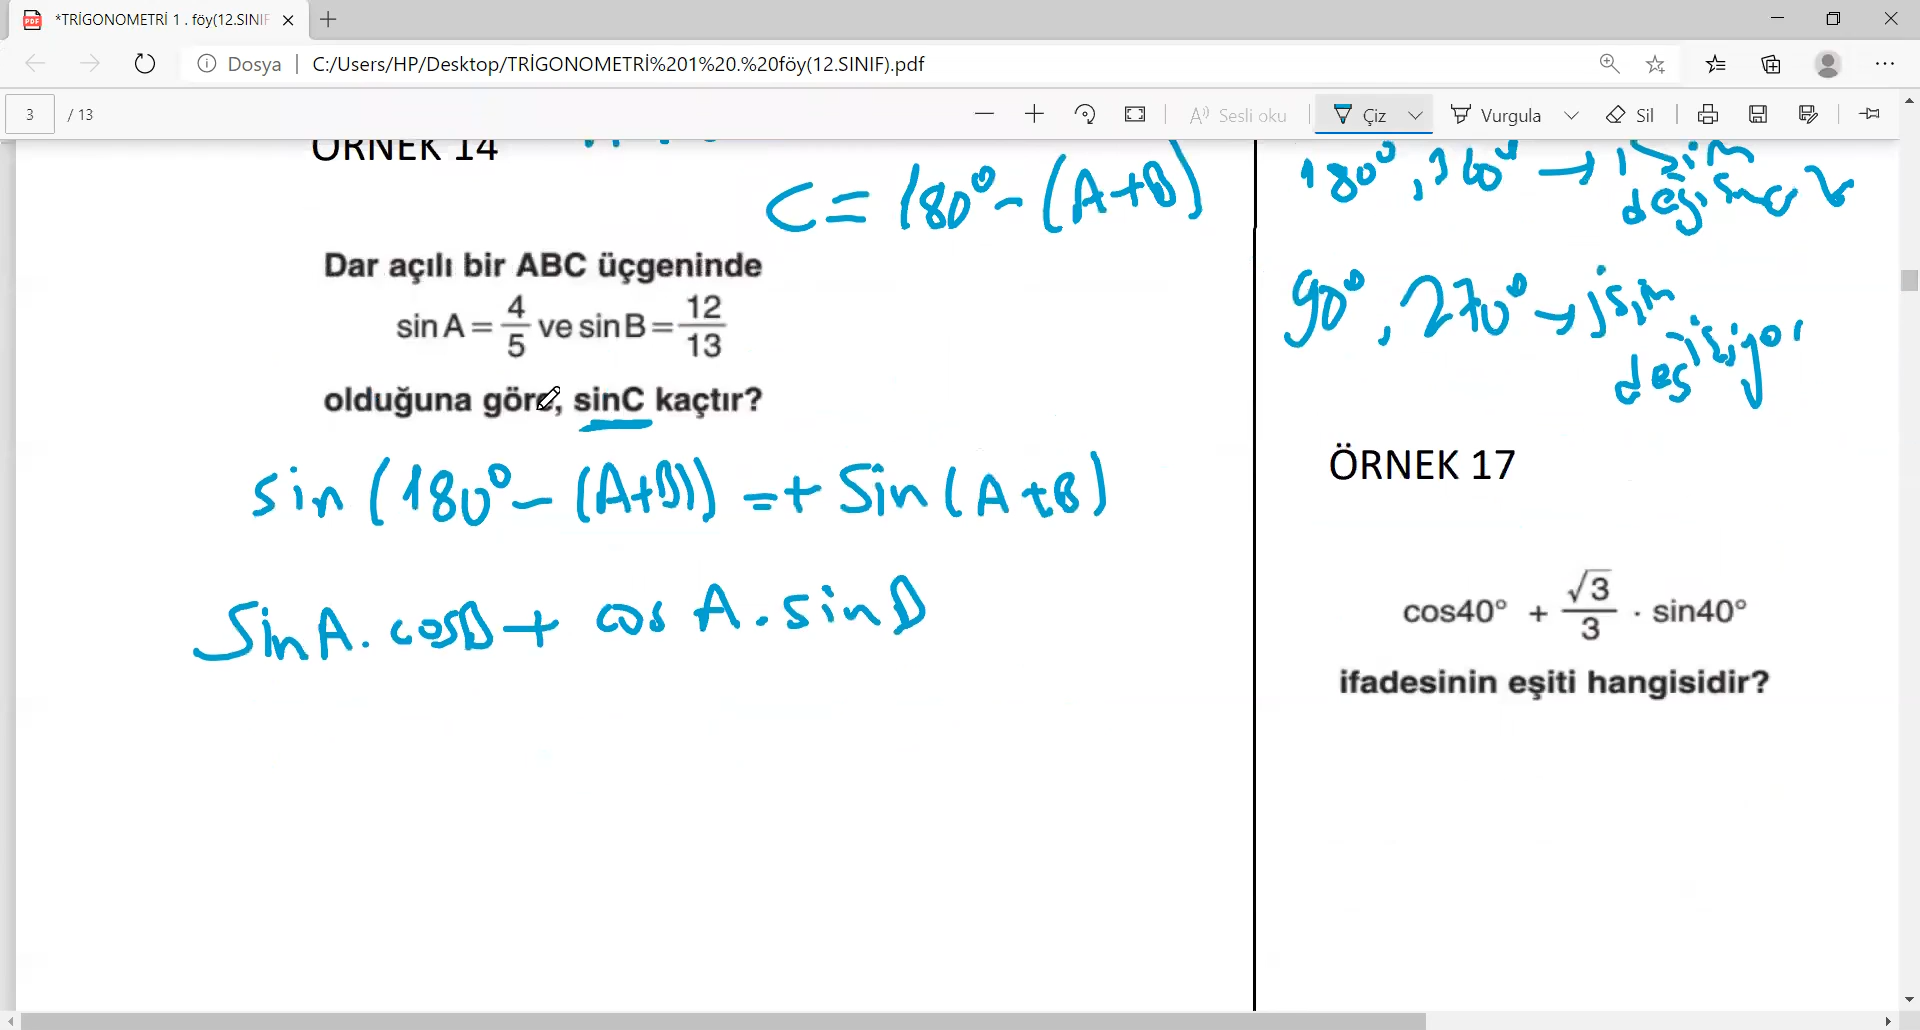 *TRİGONOMETRİ 1 . föy(12.SINIF
Dosya | C:/Users/HP/Desktop/TRİGONOMETRİ%201%20.%20föy(12.SINIF).pdf
3 / 13
Sesli oku
Çiz
Vurgula
Sil
ÖRNEK 14
C = 180° - (A+B)
Dar açılı bir ABC üçgeninde
sin A = 4/5 ve sin B = 12/13
olduğuna göre, sinC kaçtır?
sin (180° - (A+B)) = + Sin (A+B)
SinA . cosB + cos A . sin B
180°, 360° → isim
değişmez
90°, 270° → isim
değişiyor
ÖRNEK 17
cos40° + √3/3 · sin40°
ifadesinin eşiti hangisidir?